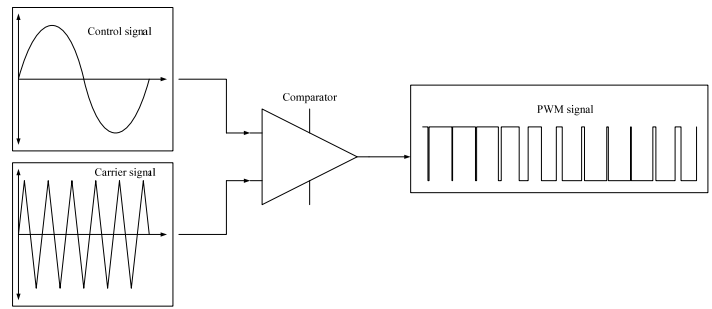 Control signal
Carrier signal
Comparator
PWM signal